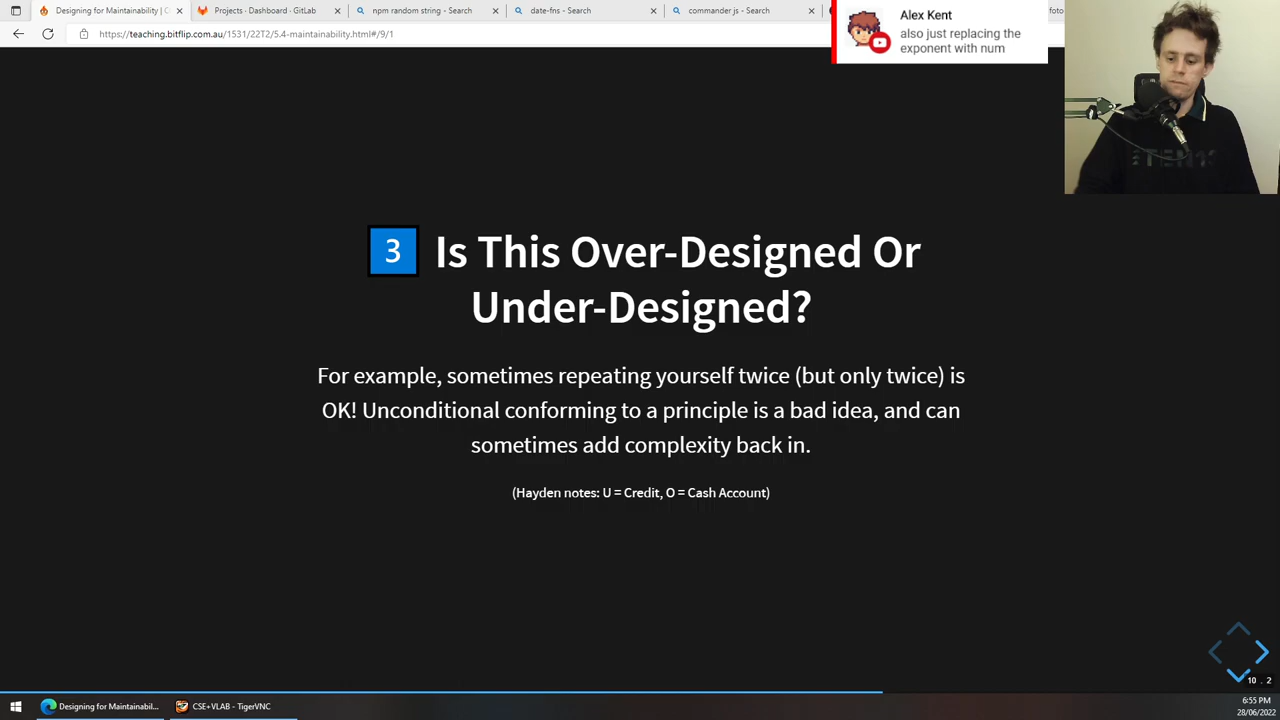 Designing for Maintainability | C
Projects · Dashboard · GitLab
npm random string - Search
date-fns - Search
commander js - Search
https://teaching.bitflip.com.au/1531/22T2/5.4-maintainability.html#/9/1
Alex Kent
also just replacing the
exponent with num
3 Is This Over-Designed Or
Under-Designed?
For example, sometimes repeating yourself twice (but only twice) is
OK! Unconditional conforming to a principle is a bad idea, and can
sometimes add complexity back in.
(Hayden notes: U = Credit, O = Cash Account)
10 . 2
Designing for Maintainabil...
CSE+VLAB - TigerVNC
6:55 PM
28/06/2022